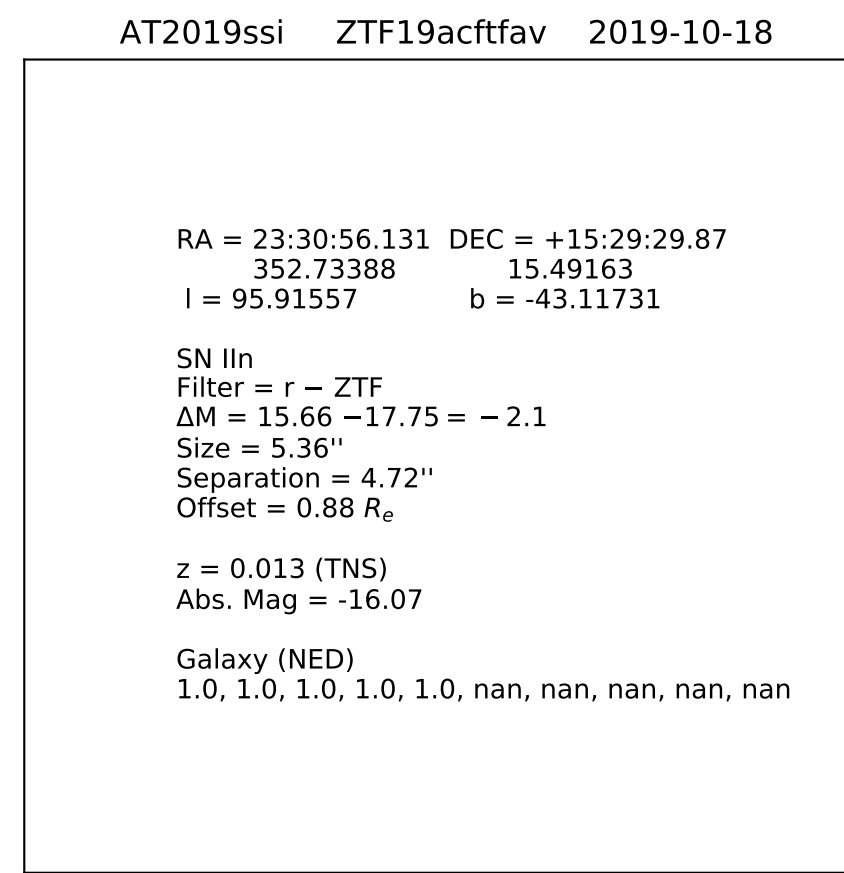 AT2019ssi ZTF19acftfav 2019-10-18
RA = 23:30:56.131 DEC = +15:29:29.87
352.73388 15.49163
l = 95.91557 b = -43.11731
SN IIn
Filter = r − ZTF
ΔM = 15.66 −17.75 = − 2.1
Size = 5.36''
Separation = 4.72''
Offset = 0.88 Rₑ
z = 0.013 (TNS)
Abs. Mag = -16.07
Galaxy (NED)
1.0, 1.0, 1.0, 1.0, 1.0, nan, nan, nan, nan, nan